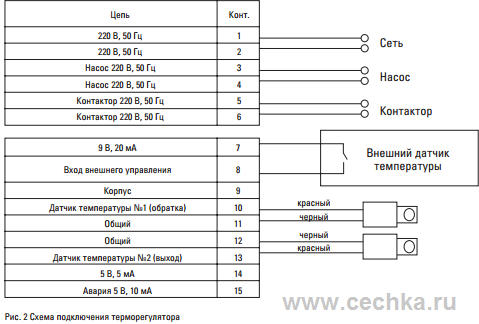 Цепь Конт.
220 В, 50 Гц 1
220 В, 50 Гц 2
Сеть
Насос 220 В, 50 Гц 3
Насос 220 В, 50 Гц 4
Насос
Контактор 220 В, 50 Гц 5
Контактор 220 В, 50 Гц 6
Контактор
9 В, 20 мА 7
Вход внешнего управления 8
Внешний датчик
температуры
Корпус 9
Датчик температуры №1 (обратка) 10 красный
Общий 11 черный
Общий 12 черный
Датчик температуры №2 (выход) 13 красный
5 В, 5 мА 14
Авария 5 В, 10 мА 15
www.cechka.ru
Рис. 2 Схема подключения терморегулятора